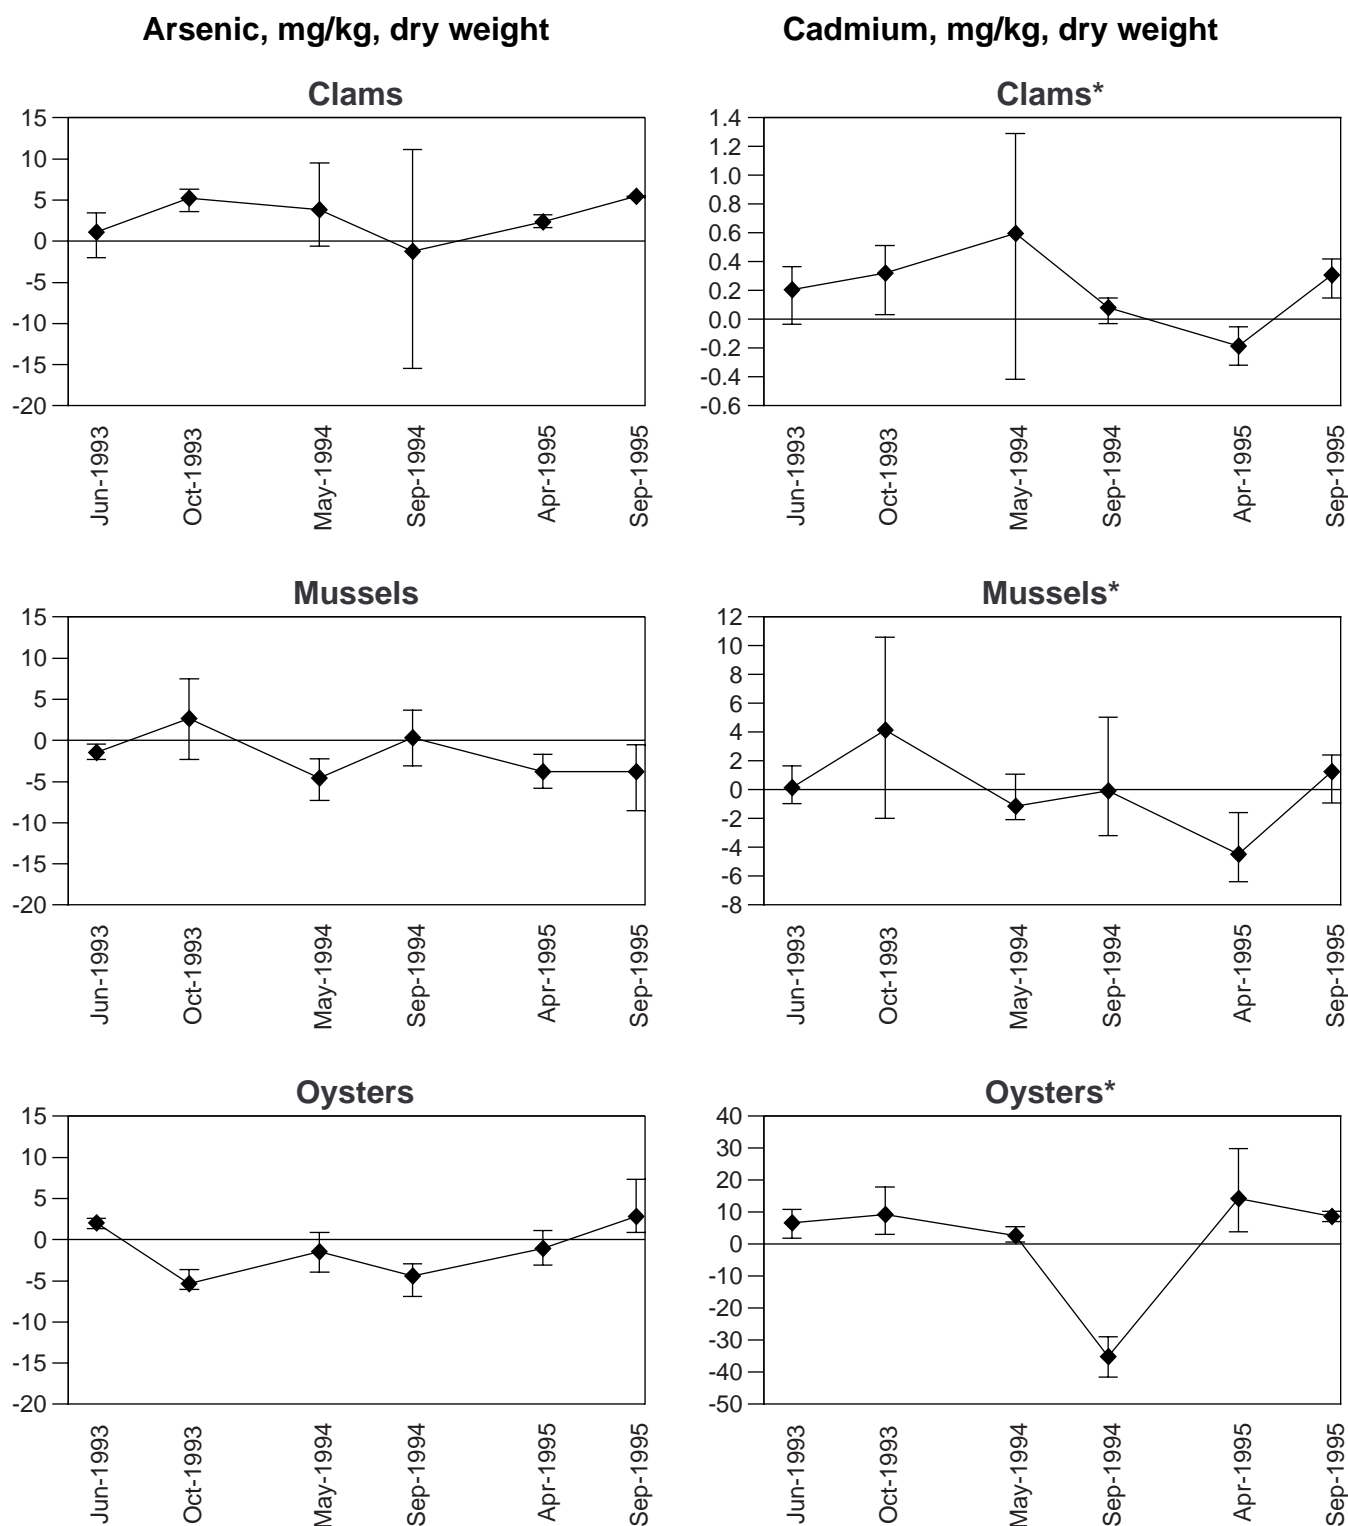 Arsenic, mg/kg, dry weight
Cadmium, mg/kg, dry weight
Clams
15
10
5
0
-5
-10
-15
-20
Jun-1993
Oct-1993
May-1994
Sep-1994
Apr-1995
Sep-1995
Clams*
1.4
1.2
1.0
0.8
0.6
0.4
0.2
0.0
-0.2
-0.4
-0.6
Jun-1993
Oct-1993
May-1994
Sep-1994
Apr-1995
Sep-1995
Mussels
15
10
5
0
-5
-10
-15
-20
Jun-1993
Oct-1993
May-1994
Sep-1994
Apr-1995
Sep-1995
Mussels*
12
10
8
6
4
2
0
-2
-4
-6
-8
Jun-1993
Oct-1993
May-1994
Sep-1994
Apr-1995
Sep-1995
Oysters
15
10
5
0
-5
-10
-15
-20
Jun-1993
Oct-1993
May-1994
Sep-1994
Apr-1995
Sep-1995
Oysters*
40
30
20
10
0
-10
-20
-30
-40
-50
Jun-1993
Oct-1993
May-1994
Sep-1994
Apr-1995
Sep-1995